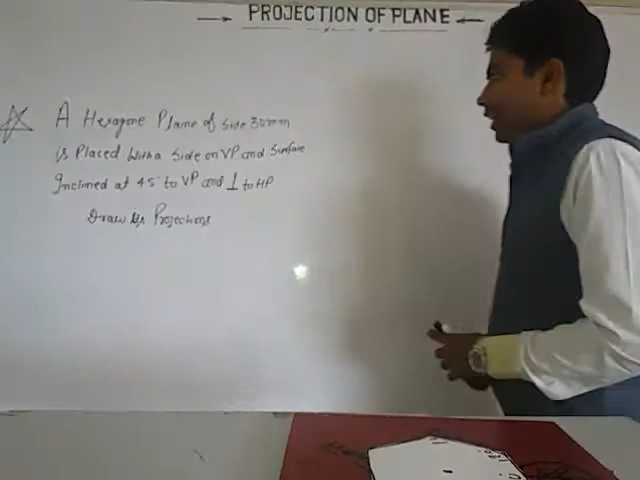 PROJECTION OF PLANE
A Hexagone Plane of side 30mm
is Placed with a side on VP and Surface
Inclined at 45° to VP and ⊥ to HP
Draw its Projections